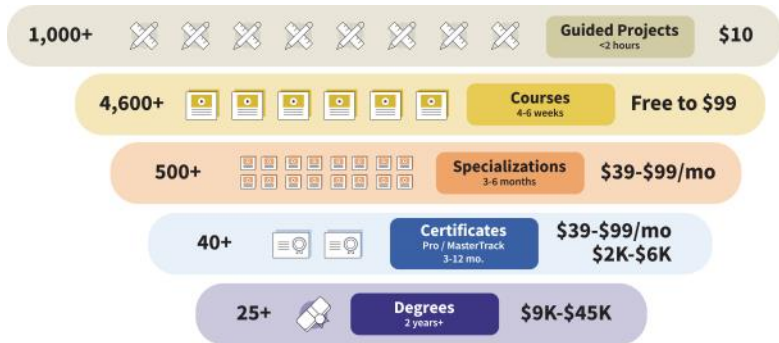 1,000+
Guided Projects
<2 hours
$10
4,600+
Courses
4-6 weeks
Free to $99
500+
Specializations
3-6 months
$39-$99/mo
40+
Certificates
Pro / MasterTrack
3-12 mo.
$39-$99/mo
$2K-$6K
25+
Degrees
2 years+
$9K-$45K